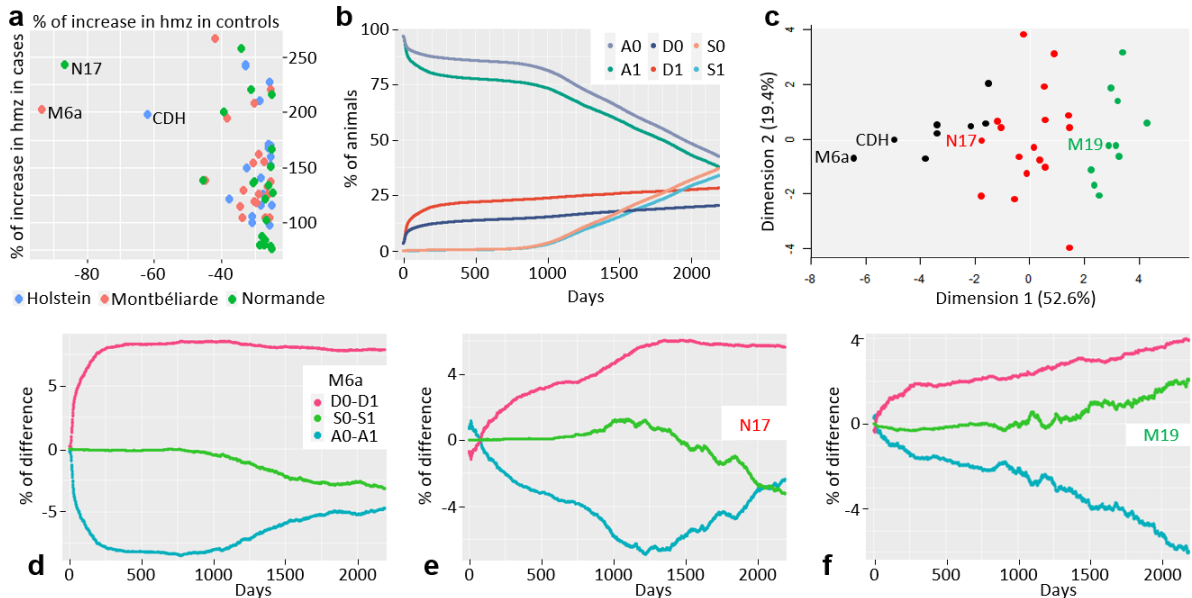 a
% of increase in hmz in controls
% of increase in hmz in cases
N17
M6a
CDH
250
200
150
100
-80
-60
-40
Holstein
Montbéliarde
Normande
b
% of animals
100
75
50
25
0
A0
D0
S0
A1
D1
S1
0
500
1000
1500
2000
Days
c
Dimension 2 (19.4%)
4
2
0
-2
-4
CDH
M6a
N17
M19
-8
-6
-4
-2
0
2
4
Dimension 1 (52.6%)
d
% of difference
5
0
-5
M6a
D0-D1
S0-S1
A0-A1
0
500
1000
1500
2000
Days
e
% of difference
4
0
-4
N17
0
500
1000
1500
2000
Days
f
% of difference
4
0
-4
M19
0
500
1000
1500
2000
Days